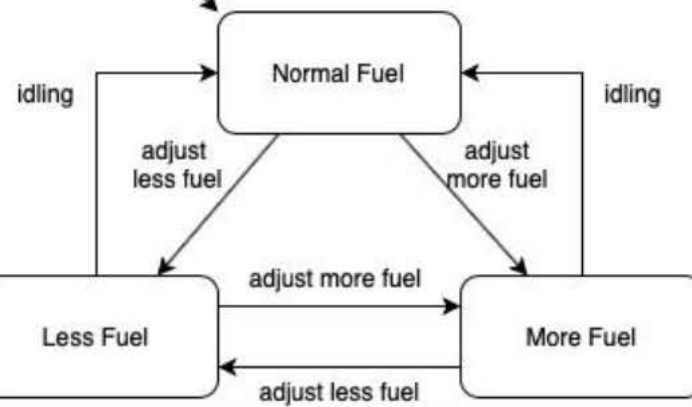 Normal Fuel
idling
idling
adjust
less fuel
adjust
more fuel
adjust more fuel
Less Fuel
More Fuel
adjust less fuel